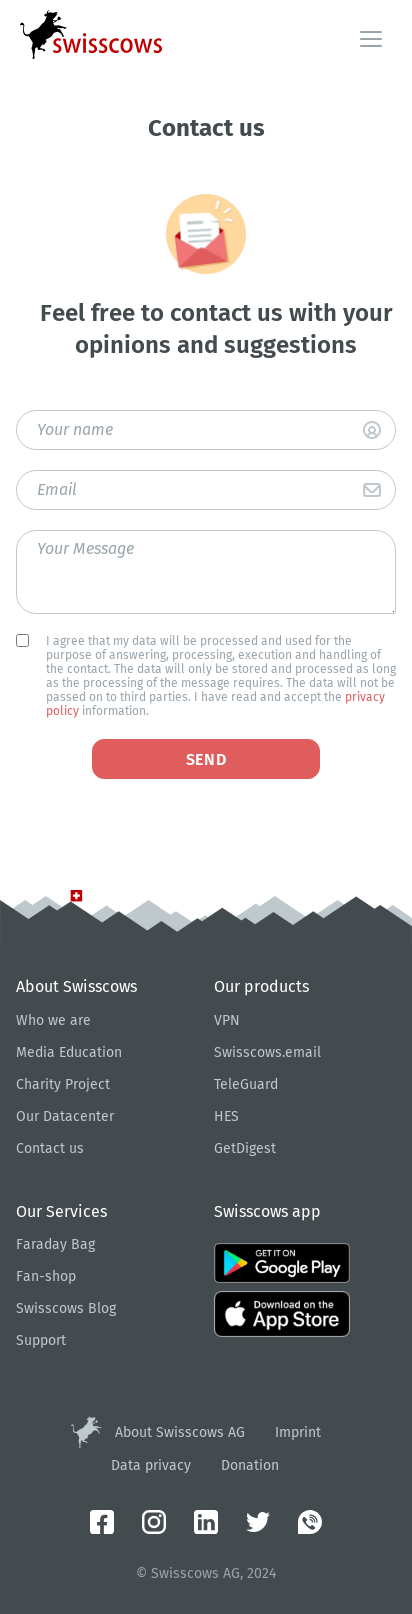 swisscows
Contact us
Feel free to contact us with your
opinions and suggestions
Your name
Email
Your Message
I agree that my data will be processed and used for the
purpose of answering, processing, execution and handling of
the contact. The data will only be stored and processed as long
as the processing of the message requires. The data will not be
passed on to third parties. I have read and accept the privacy
policy information.
SEND
About Swisscows
Who we are
Media Education
Charity Project
Our Datacenter
Contact us
Our products
VPN
Swisscows.email
TeleGuard
HES
GetDigest
Our Services
Faraday Bag
Fan-shop
Swisscows Blog
Support
Swisscows app
GET IT ON
Google Play
Download on the
App Store
About Swisscows AG Imprint
Data privacy Donation
© Swisscows AG, 2024